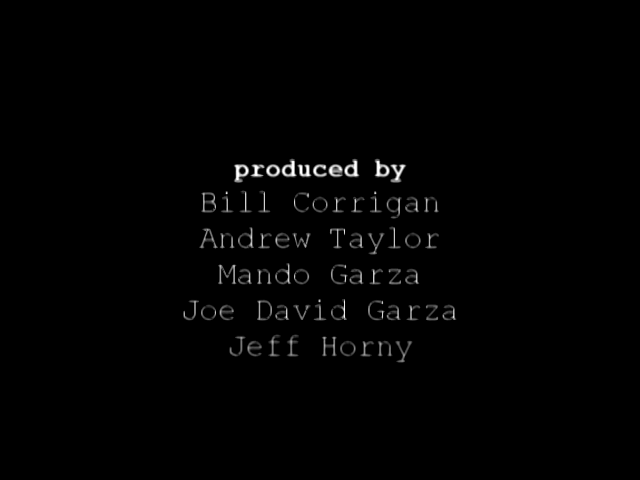 produced by
Bill Corrigan
Andrew Taylor
Mando Garza
Joe David Garza
Jeff Horny